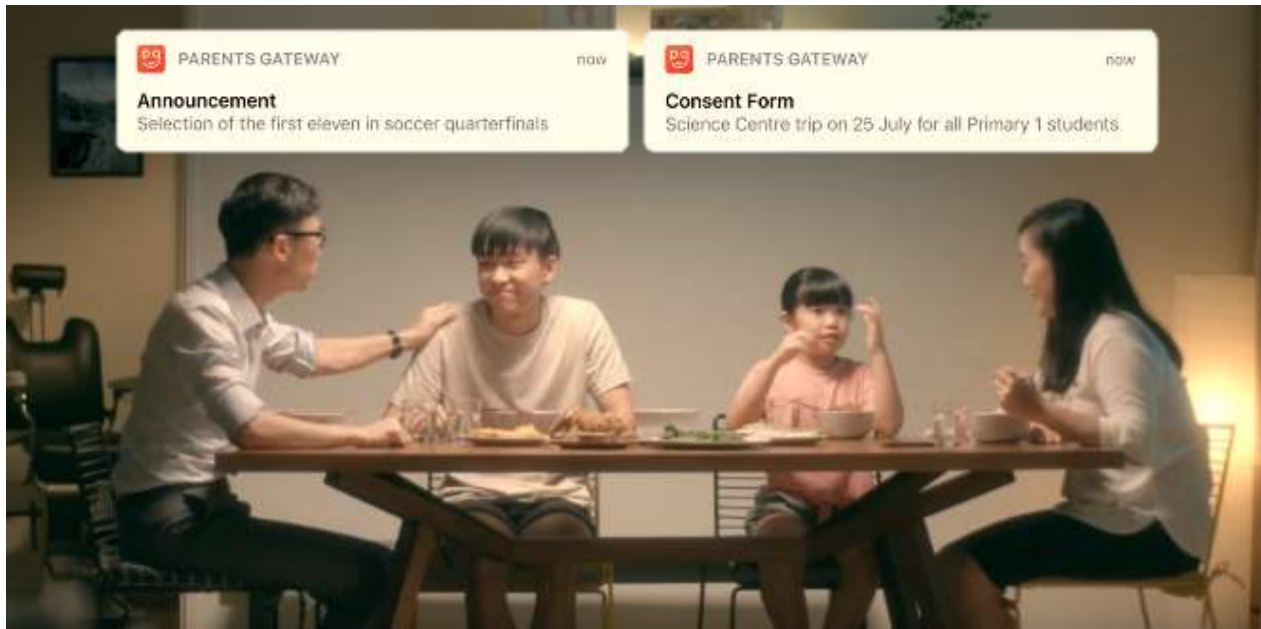 PARENTS GATEWAY
now
Announcement
Selection of the first eleven in soccer quarterfinals
PARENTS GATEWAY
now
Consent Form
Science Centre trip on 25 July for all Primary 1 students